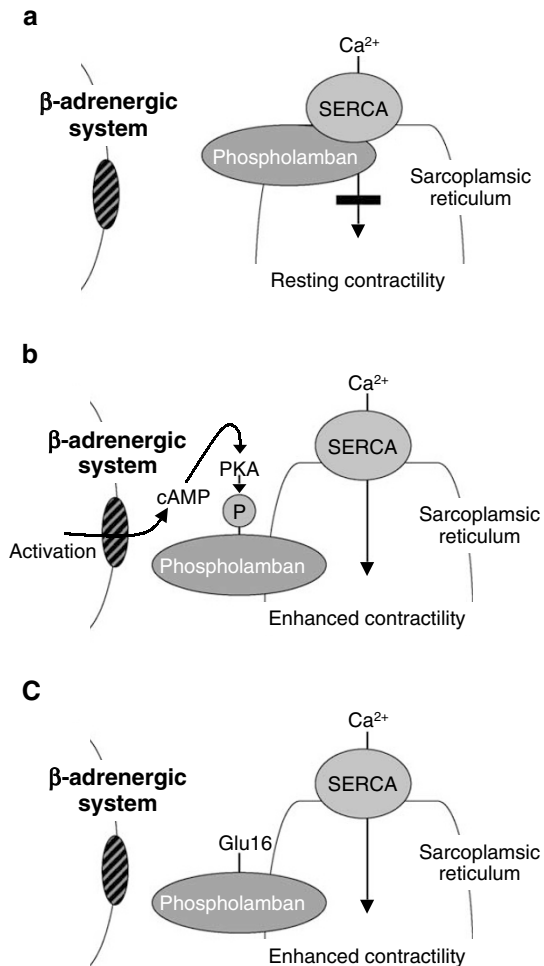 a
Ca²⁺
β-adrenergic
system
SERCA
Phospholamban
Sarcoplamsic
reticulum
Resting contractility
b
Ca²⁺
β-adrenergic
system
SERCA
PKA
cAMP
P
Activation
Sarcoplamsic
reticulum
Phospholamban
Enhanced contractility
C
Ca²⁺
β-adrenergic
system
SERCA
Glu16
Sarcoplamsic
reticulum
Phospholamban
Enhanced contractility